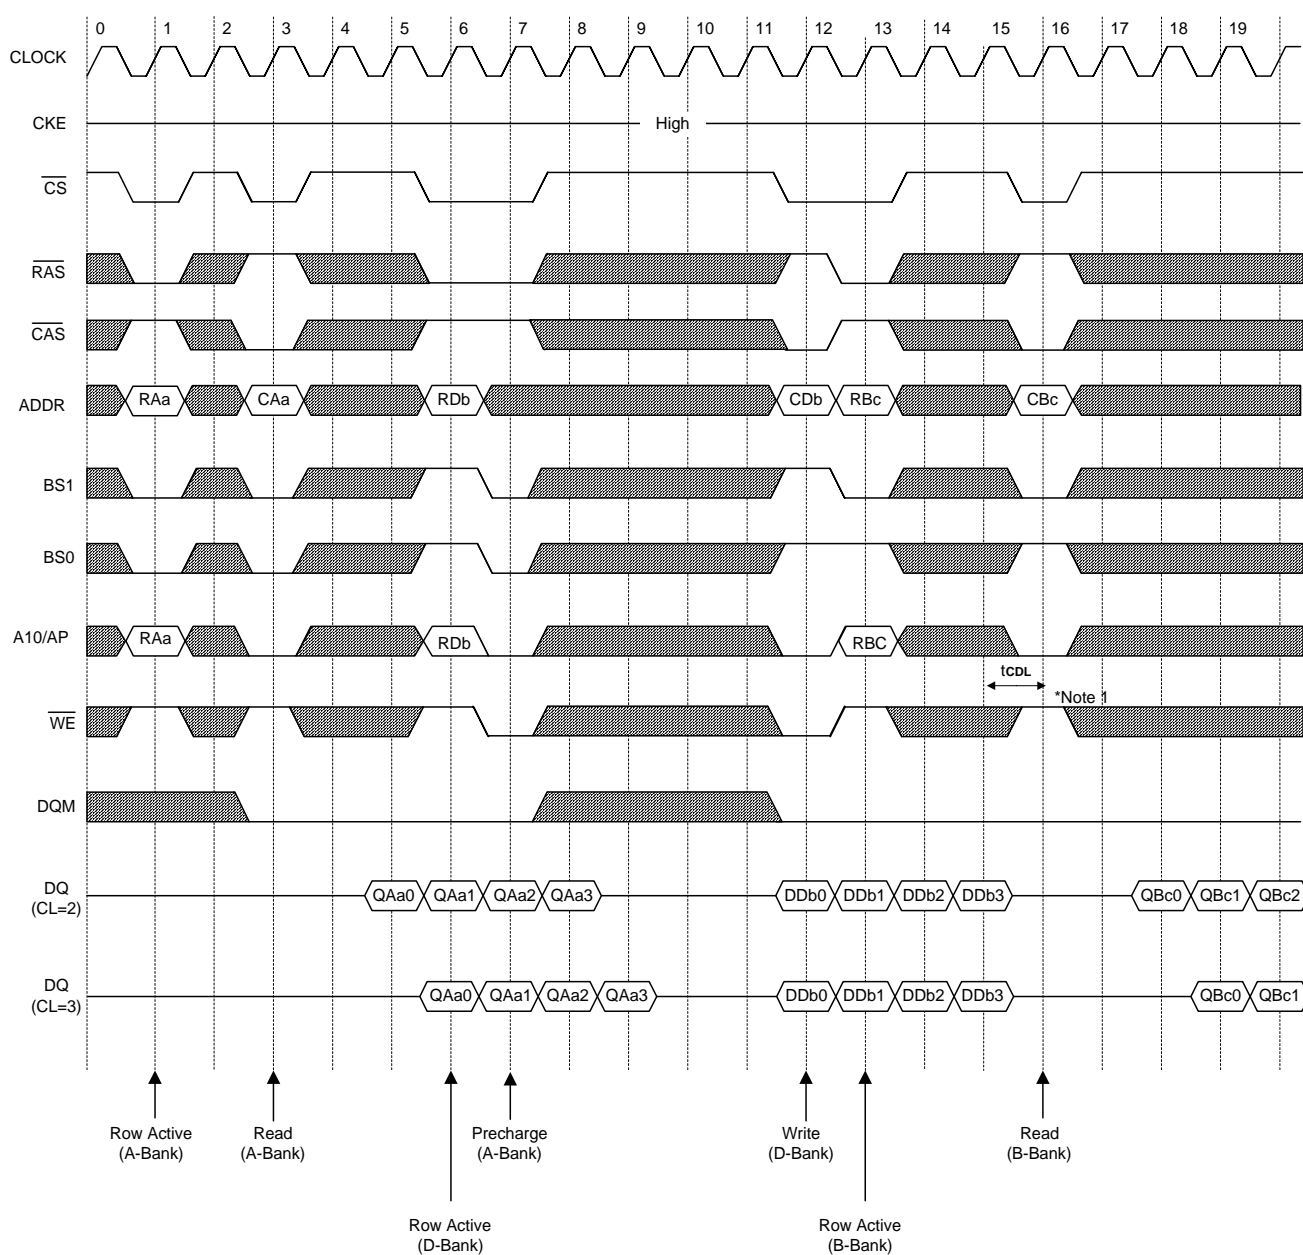 0 1 2 3 4 5 6 7 8 9 10 11 12 13 14 15 16 17 18 19
CLOCK
CKE High
CS
RAS
CAS
ADDR RAa CAa RDb CDb RBc CBc
BS1
BS0
A10/AP RAa RDb RBC
tCDL
*Note 1
WE
DQM
DQ
(CL=2) QAa0 QAa1 QAa2 QAa3 DDb0 DDb1 DDb2 DDb3 QBc0 QBc1 QBc2
DQ
(CL=3) QAa0 QAa1 QAa2 QAa3 DDb0 DDb1 DDb2 DDb3 QBc0 QBc1
Row Active
(A-Bank)
Read
(A-Bank)
Precharge
(A-Bank)
Write
(D-Bank)
Read
(B-Bank)
Row Active
(D-Bank)
Row Active
(B-Bank)